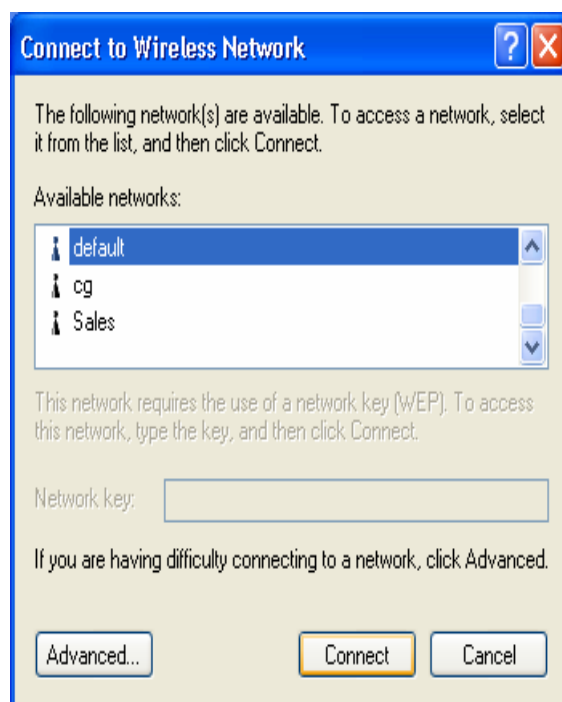 Connect to Wireless Network
The following network(s) are available. To access a network, select
it from the list, and then click Connect.
Available networks:
default
cg
Sales
This network requires the use of a network key (WEP). To access
this network, type the key, and then click Connect.
Network key:
If you are having difficulty connecting to a network, click Advanced.
Advanced... Connect Cancel